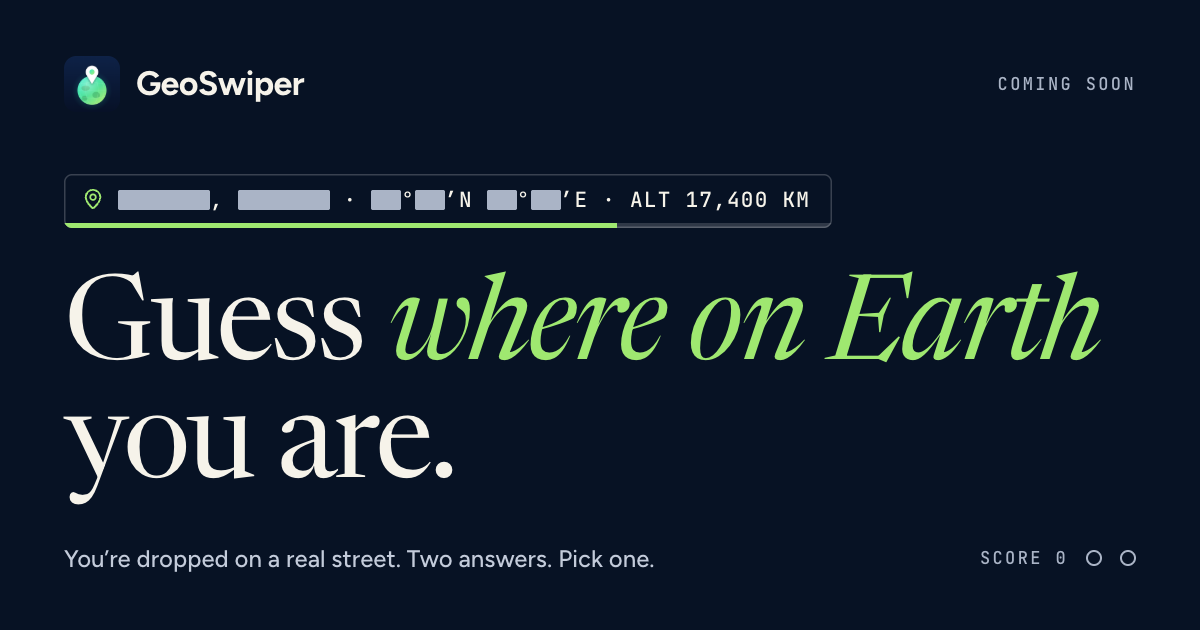 GeoSwiper
COMING SOON
, · °’N °’E · ALT 17,400 KM
Guess where on Earth
you are.
You’re dropped on a real street. Two answers. Pick one.
SCORE 0